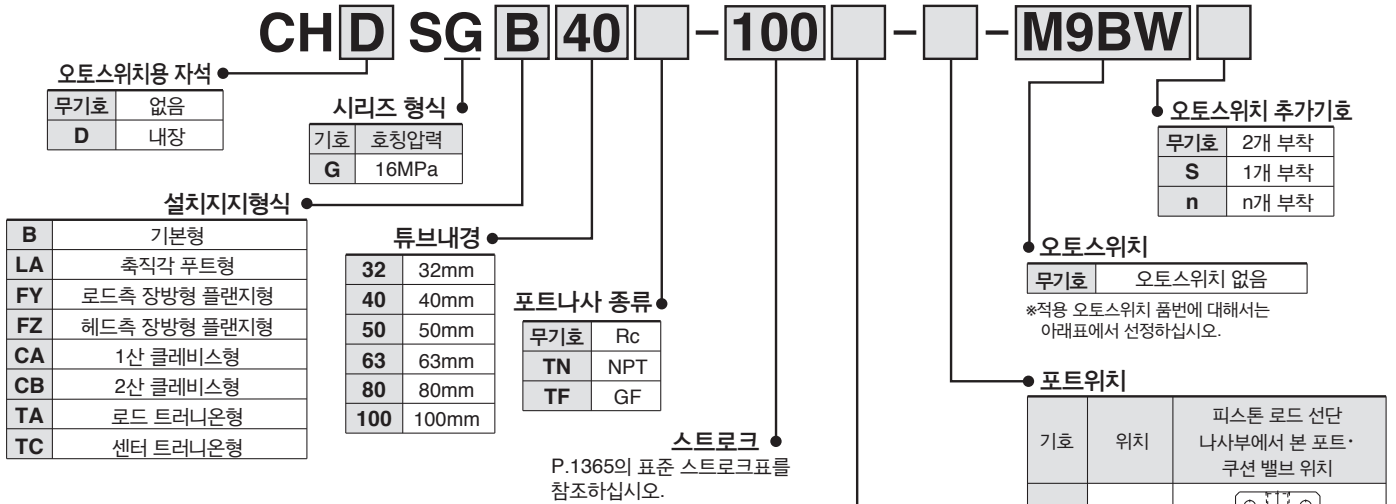 CHD SG B 40 - 100 - - M9BW
오토스위치용 자석
무기호 없음
D 내장
시리즈 형식
기호 호칭압력
G 16MPa
설치지지형식
B 기본형
LA 축직각 푸트형
FY 로드측 장방형 플랜지형
FZ 헤드측 장방형 플랜지형
CA 1산 클레비스형
CB 2산 클레비스형
TA 로드 트러니온형
TC 센터 트러니온형
튜브내경
32 32mm
40 40mm
50 50mm
63 63mm
80 80mm
100 100mm
포트나사 종류
무기호 Rc
TN NPT
TF GF
스트로크
P.1365의 표준 스트로크표를
참조하십시오.
오토스위치 추가기호
무기호 2개 부착
S 1개 부착
n n개 부착
오토스위치
무기호 오토스위치 없음
※적용 오토스위치 품번에 대해서는
아래표에서 선정하십시오.
포트위치
기호 위치 피스톤 로드 선단
나사부에서 본 포트·
쿠션 밸브 위치